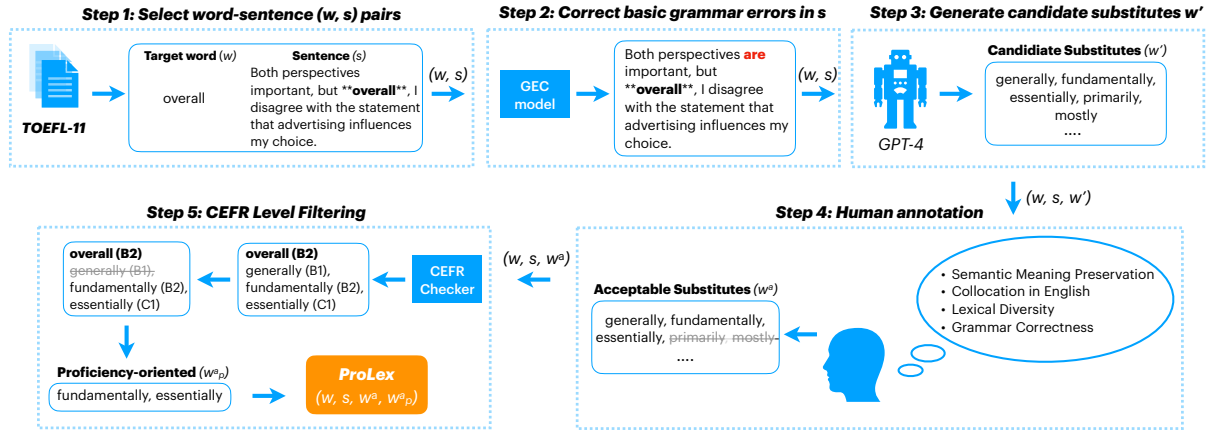 Step 1: Select word-sentence (w, s) pairs
TOEFL-11
Target word (w)
overall
Sentence (s)
Both perspectives
important, but **overall**, I
disagree with the statement
that advertising influences
my choice.
(w, s)
Step 2: Correct basic grammar errors in s
GEC
model
Both perspectives are
important, but
**overall**, I disagree
with the statement that
advertising influences my
choice.
(w, s)
Step 3: Generate candidate substitutes w’
GPT-4
Candidiate Substitutes (w’)
generally, fundamentally,
essentially, primarily,
mostly
....
(w, s, w’)
Step 4: Human annotation
• Semantic Meaning Preservation
• Collocation in English
• Lexical Diversity
• Grammar Correctness
Acceptable Substitutes (wᵃ)
generally, fundamentally,
essentially, primarily, mostly
....
(w, s, wᵃ)
Step 5: CEFR Level Filtering
CEFR
Checker
overall (B2)
generally (B1),
fundamentally (B2),
essentially (C1)
overall (B2)
generally (B1),
fundamentally (B2),
essentially (C1)
Proficiency-oriented (wᵃₚ)
fundamentally, essentially
ProLex
(w, s, wᵃ, wᵃₚ)